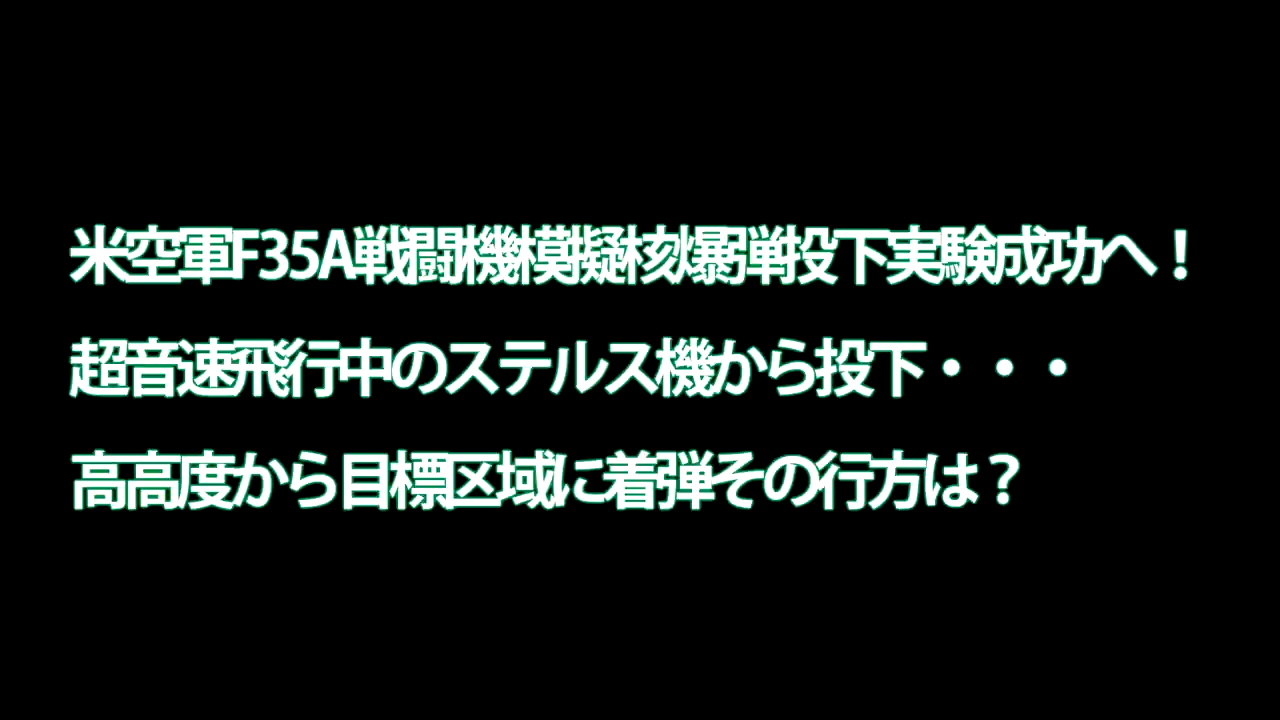 米空軍F35A戦闘機模擬核爆弾投下実験成功へ！
超音速飛行中のステルス機から投下・・・
高高度から目標区域に着弾その行方は？